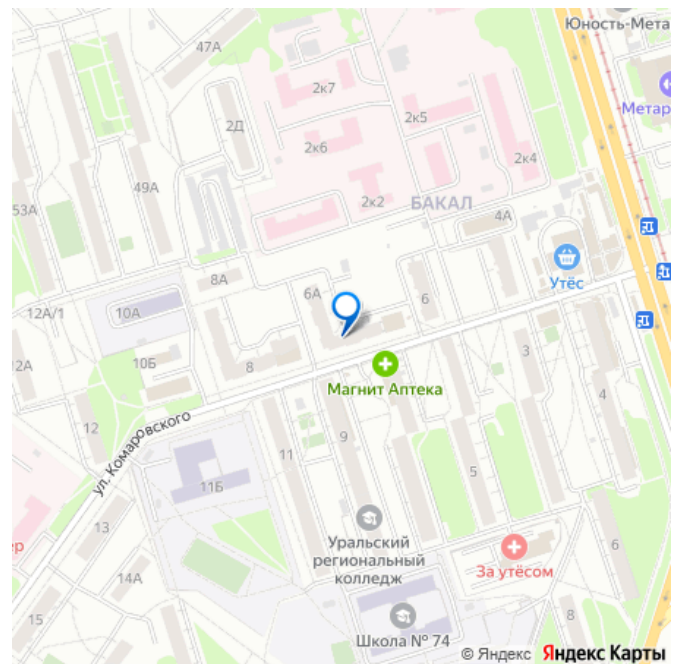 Юность-Мета
47А
2к7
Метар
2Д
2к5
2к6
2к4
49А
2к2
БАКАЛ
53А
4А
Утёс
8А
6А
6
12А/1
10А
10Б
2А
8
3
Магнит Аптека
4
ул. Комаровского
12
9
11
5
11Б
13
Уральский
региональный
колледж
6
ер
За утёсом
14А
15
8
Школа № 74
© Яндекс Яндекс Карты